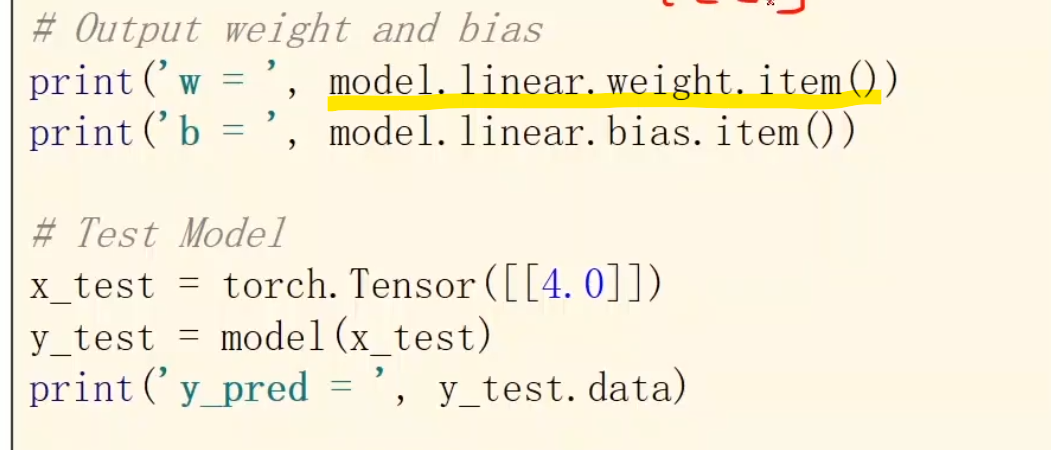 # Output weight and bias
print('w = ', model.linear.weight.item())
print('b = ', model.linear.bias.item())
# Test Model
x_test = torch.Tensor([[4.0]])
y_test = model(x_test)
print('y_pred = ', y_test.data)